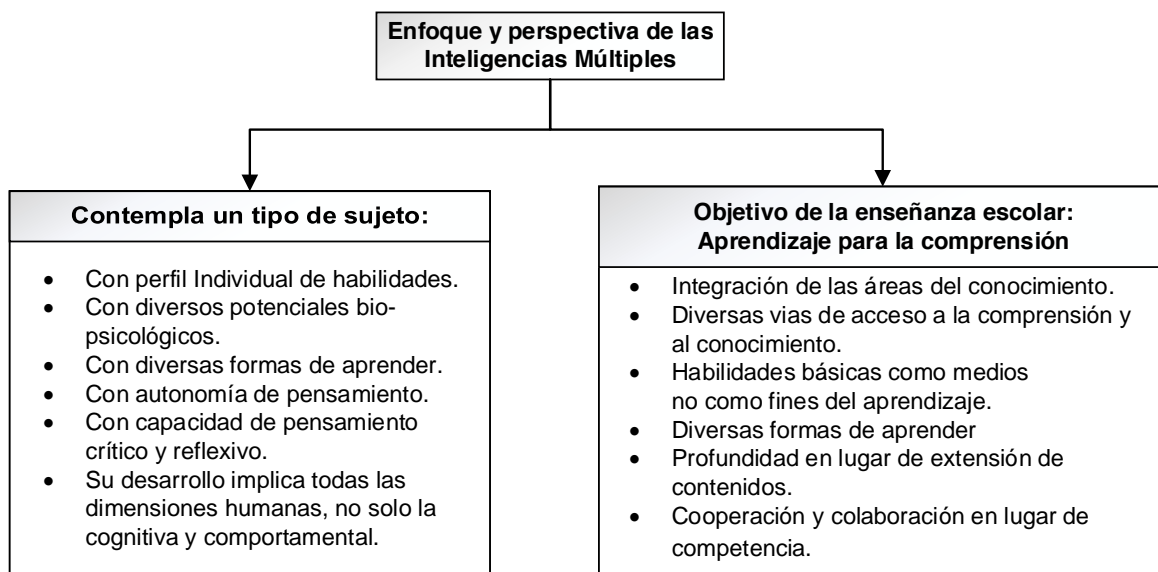 Enfoque y perspectiva de las
Inteligencias Múltiples
Contempla un tipo de sujeto:
• Con perfil Individual de habilidades.
• Con diversos potenciales bio-
psicológicos.
• Con diversas formas de aprender.
• Con autonomía de pensamiento.
• Con capacidad de pensamiento
crítico y reflexivo.
• Su desarrollo implica todas las
dimensiones humanas, no solo la
cognitiva y comportamental.
Objetivo de la enseñanza escolar:
Aprendizaje para la comprensión
• Integración de las áreas del conocimiento.
• Diversas vias de acceso a la comprensión y
al conocimiento.
• Habilidades básicas como medios
no como fines del aprendizaje.
• Diversas formas de aprender
• Profundidad en lugar de extensión de
contenidos.
• Cooperación y colaboración en lugar de
competencia.